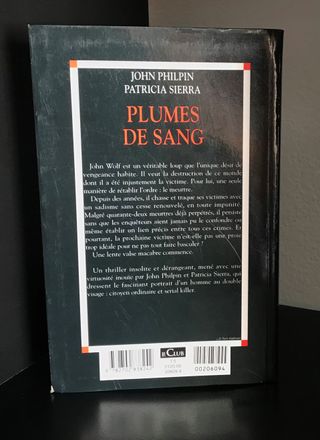 JOHN PHILPIN
PATRICIA SIERRA
PLUMES
DE SANG
John Wolf est un véritable loup que l'unique désir de
vengeance habite. Il veut la destruction de ce monde
dont il a été injustement la victime. Pour lui, une seule
manière de rétablir l'ordre : le meurtre.
Depuis des années, il chasse et traque ses victimes avec
un sadisme sans cesse renouvelé, en toute impunité.
Malgré quarante-deux meurtres déjà perpétrés, il persiste
sans que les enquêteurs aient jamais pu le confondre ou
même établir un lien précis entre tous ces crimes. Et
pourtant, la prochaine victime n'est-elle pas une proie
trop idéale pour ne pas tout faire basculer ?
Une lente valse macabre commence.
Un thriller insolite et dérangeant, mené avec une
virtuosité inouïe par John Philpin et Patricia Sierra, qui
dressent le fascinant portrait d'un homme au double
visage : citoyen ordinaire et serial killer.
le CLUB
00206094